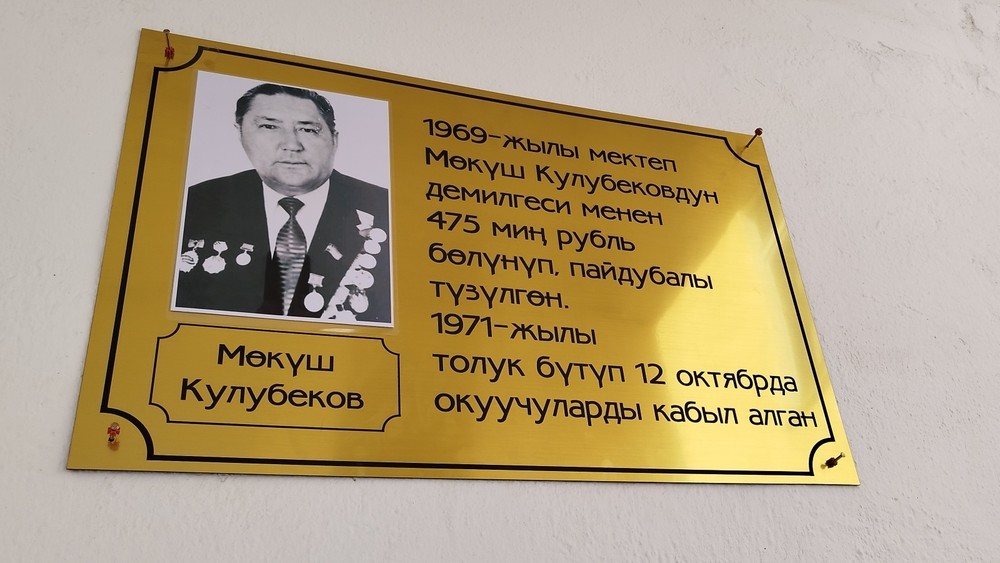 Мөкүш
Кулубеков
1969-жылы мектеп
Мөкүш Кулубековдун
демилгеси менен
475 миң рубль
бөлүнүп, пайдубалы
түзүлгөн.
1971-жылы
толук бүтүп 12 октябрда
окуучуларды кабыл алган